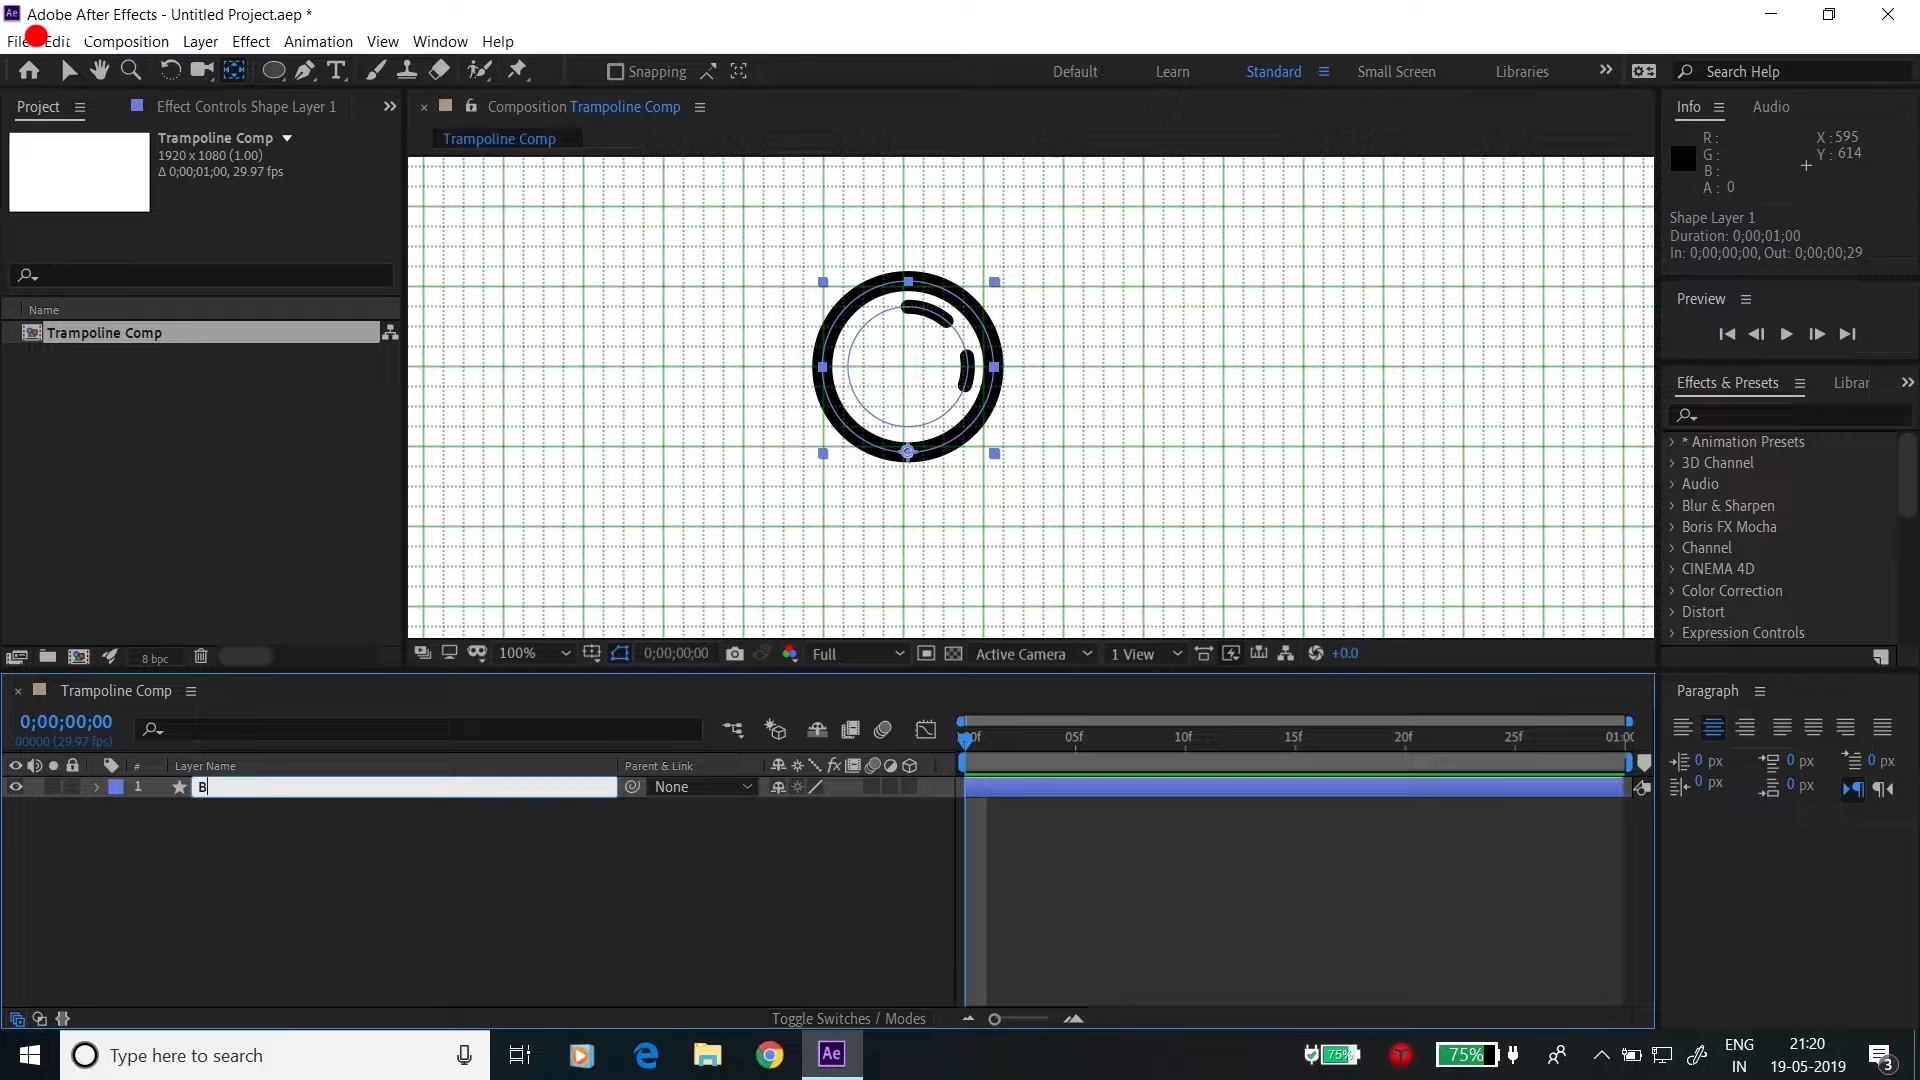 Adobe After Effects - Untitled Project.aep *
File Edit Composition Layer Effect Animation View Window Help
Snapping
Default Learn Standard Small Screen Libraries
Search Help
Project
Effect Controls Shape Layer 1
Trampoline Comp
1920 x 1080 (1.00)
Δ 0;00;01;00, 29.97 fps
Name
Trampoline Comp
8 bpc
Composition Trampoline Comp
Trampoline Comp
100%
0;00;00;00
Full
Active Camera
1 View
+0.0
Info Audio
R :
G :
B :
A : 0
X : 595
Y : 614
Shape Layer 1
Duration: 0;00;01;00
In: 0;00;00;00, Out: 0;00;00;29
Preview
Effects & Presets Librar
* Animation Presets
3D Channel
Audio
Blur & Sharpen
Boris FX Mocha
Channel
CINEMA 4D
Color Correction
Distort
Expression Controls
Trampoline Comp
0;00;00;00
00000 (29.97 fps)
# Layer Name Parent & Link
1 B None
05f 10f 15f 20f 25f
Toggle Switches / Modes
Paragraph
0 px 0 px 0 px
0 px 0 px
Type here to search
Ae
75%
75%
ENG
IN
21:20
19-05-2019
3